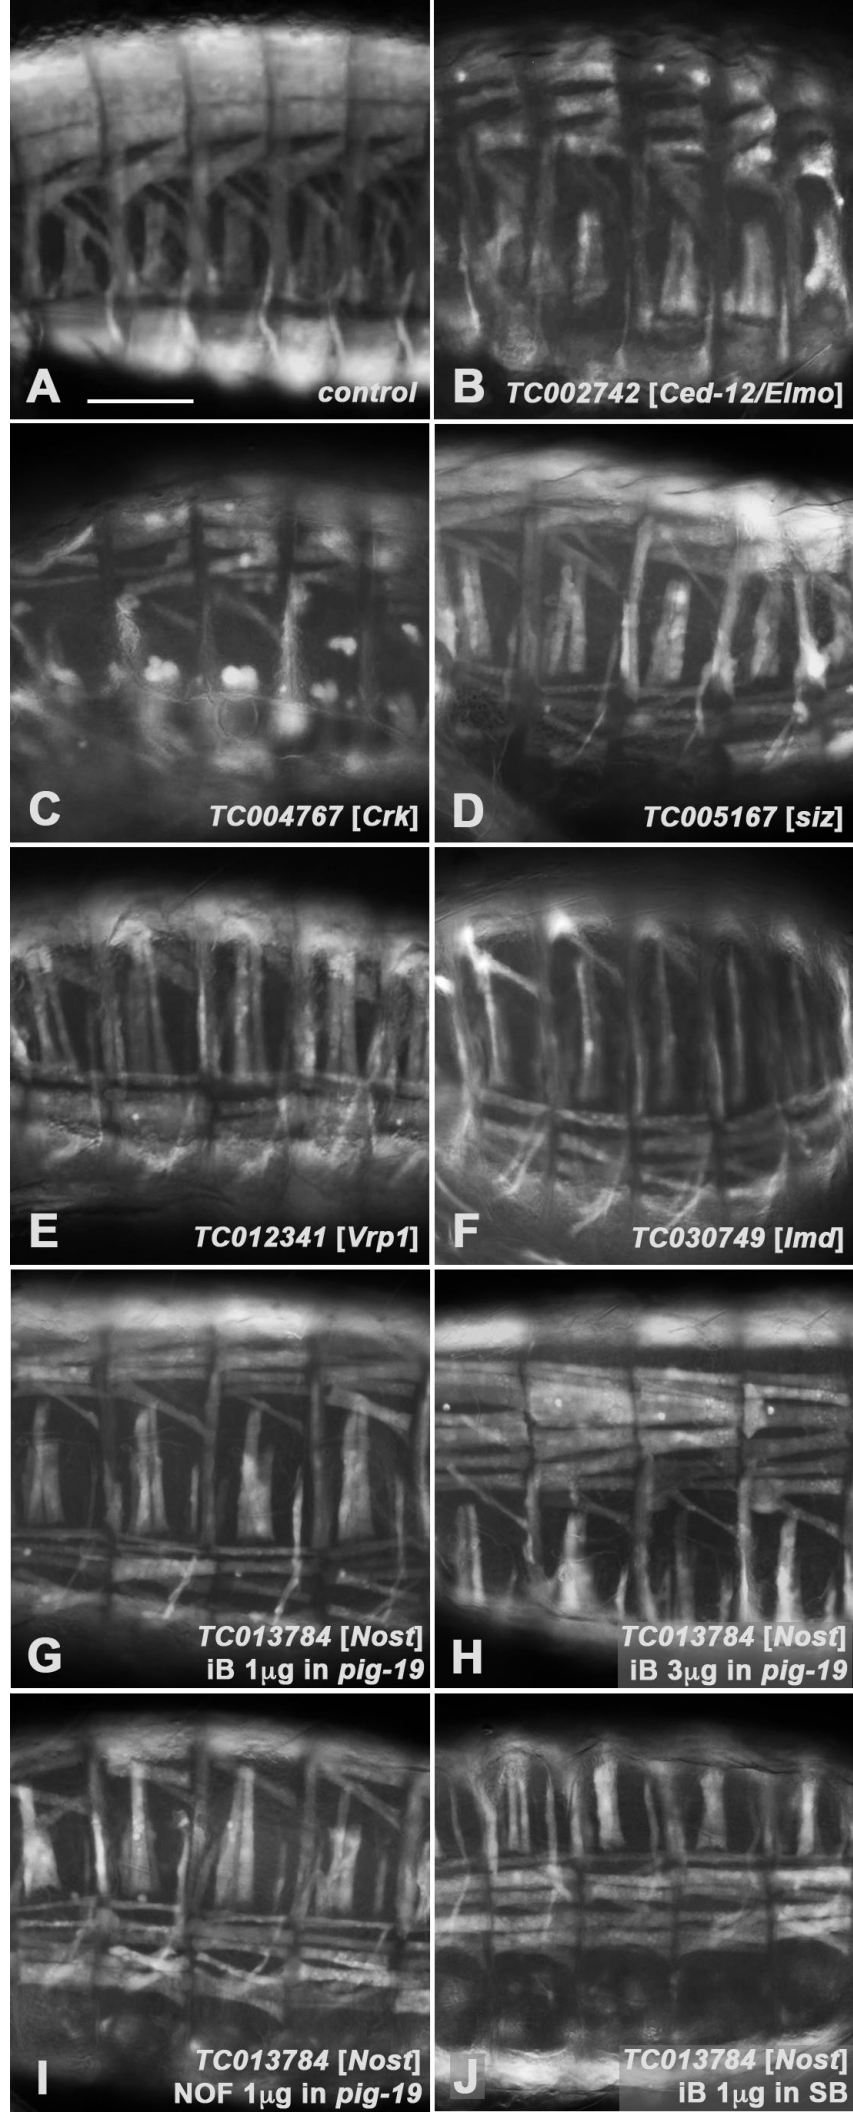 A
control
B
TC002742 [Ced-12/Elmo]
C
TC004767 [Crk]
D
TC005167 [siz]
E
TC012341 [Vrp1]
F
TC030749 [lmd]
TC013784 [Nost]
G iB 1µg in pig-19
TC013784 [Nost]
H iB 3µg in pig-19
TC013784 [Nost]
I NOF 1µg in pig-19
TC013784 [Nost]
J iB 1µg in SB